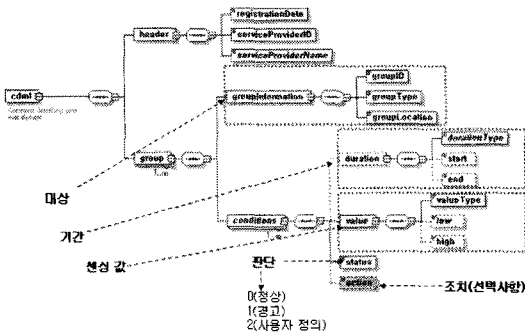 registrationDate
header
serviceProviderID
serviceProviderName
groupID
groupInformation
groupType
cdml
groupLocation
durationType
group
duration
start
대상
end
valueType
기간
conditions
value
low
high
센싱 값
판단
status
action
조치(선택사항)
0(정상)
1(경고)
2(사용자 정의)